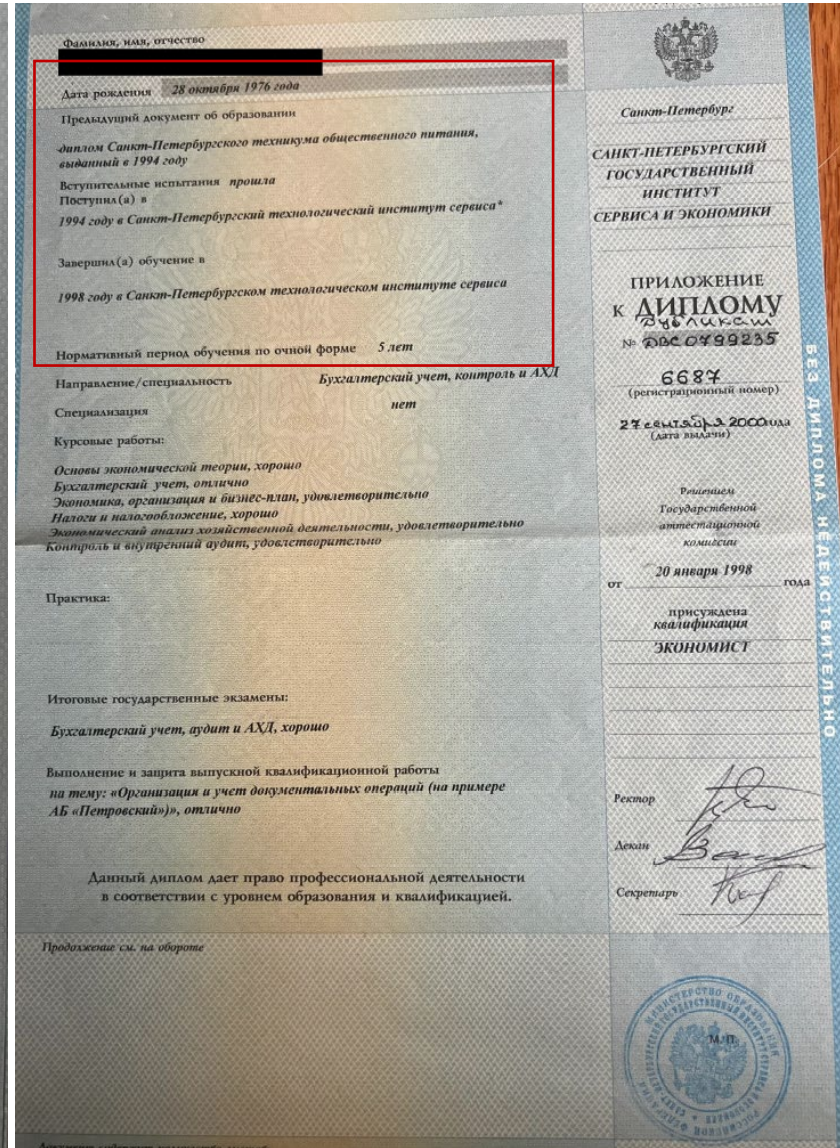 Фамилия, имя, отчество
Дата рождения 28 октября 1976 года
Предыдущий документ об образовании
диплом Санкт-Петербургского техникума общественного питания,
выданный в 1994 году
Вступительные испытания прошла
Поступил(а) в
1994 году в Санкт-Петербургский технологический институт сервиса*
Завершил(а) обучение в
1998 году в Санкт-Петербургском технологическом институте сервиса
Нормативный период обучения по очной форме 5 лет
Направление/специальность Бухгалтерский учет, контроль и АХД
Специализация нет
Курсовые работы:
Основы экономической теории, хорошо
Бухгалтерский учет, отлично
Экономика, организация и бизнес-план, удовлетворительно
Налоги и налогообложение, хорошо
Экономический анализ хозяйственной деятельности, удовлетворительно
Контроль и внутренний аудит, удовлетворительно
Практика:
Итоговые государственные экзамены:
Бухгалтерский учет, аудит и АХД, хорошо
Выполнение и защита выпускной квалификационной работы
на тему: «Организация и учет документальных операций (на примере
АБ «Петровский»)», отлично
Данный диплом дает право профессиональной деятельности
в соответствии с уровнем образования и квалификацией.
Продолжение см. на обороте
Санкт-Петербург
САНКТ-ПЕТЕРБУРГСКИЙ
ГОСУДАРСТВЕННЫЙ
ИНСТИТУТ
СЕРВИСА И ЭКОНОМИКИ
ПРИЛОЖЕНИЕ
К ДИПЛОМУ
Дубликат
№ ДВС 0799235
6687
(регистрационный номер)
27 сентября 2000 года
(дата выдачи)
Решением
Государственной
аттестационной
комиссии
от 20 января 1998 года
присуждена
квалификация
ЭКОНОМИСТ
Ректор
Декан
Секретарь
М. П.
БЕЗ ДИПЛОМА НЕДЕЙСТВИТЕЛЬНО